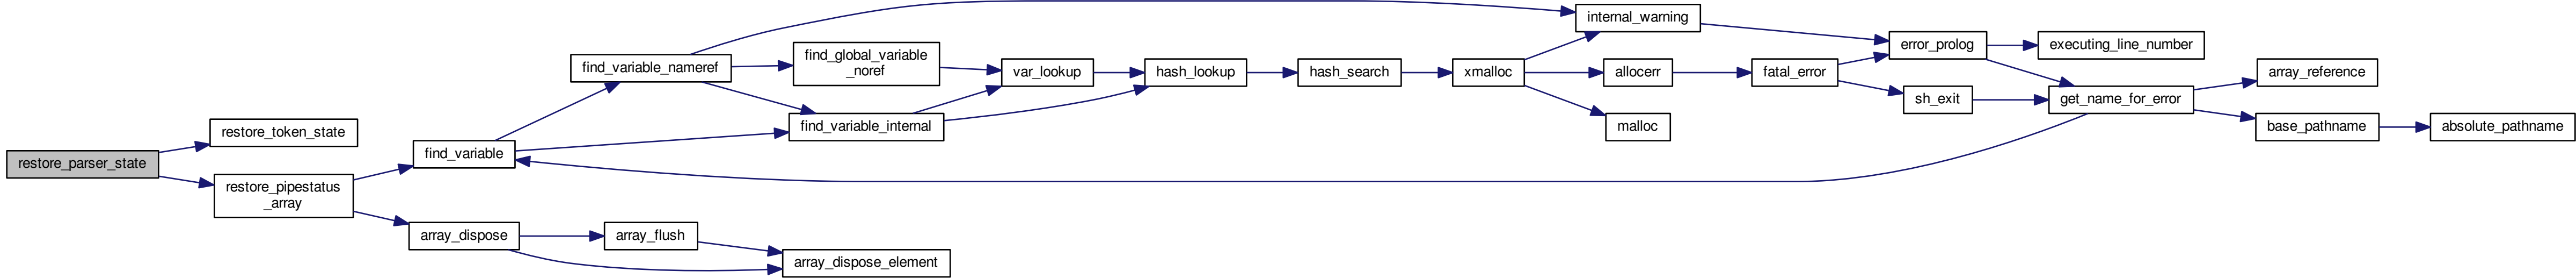 restore_parser_state
restore_token_state
restore_pipestatus
_array
find_variable
array_dispose
find_variable_nameref
array_flush
find_global_variable
_noref
find_variable_internal
array_dispose_element
var_lookup
hash_lookup
hash_search
xmalloc
internal_warning
allocerr
malloc
fatal_error
error_prolog
sh_exit
executing_line_number
get_name_for_error
array_reference
base_pathname
absolute_pathname